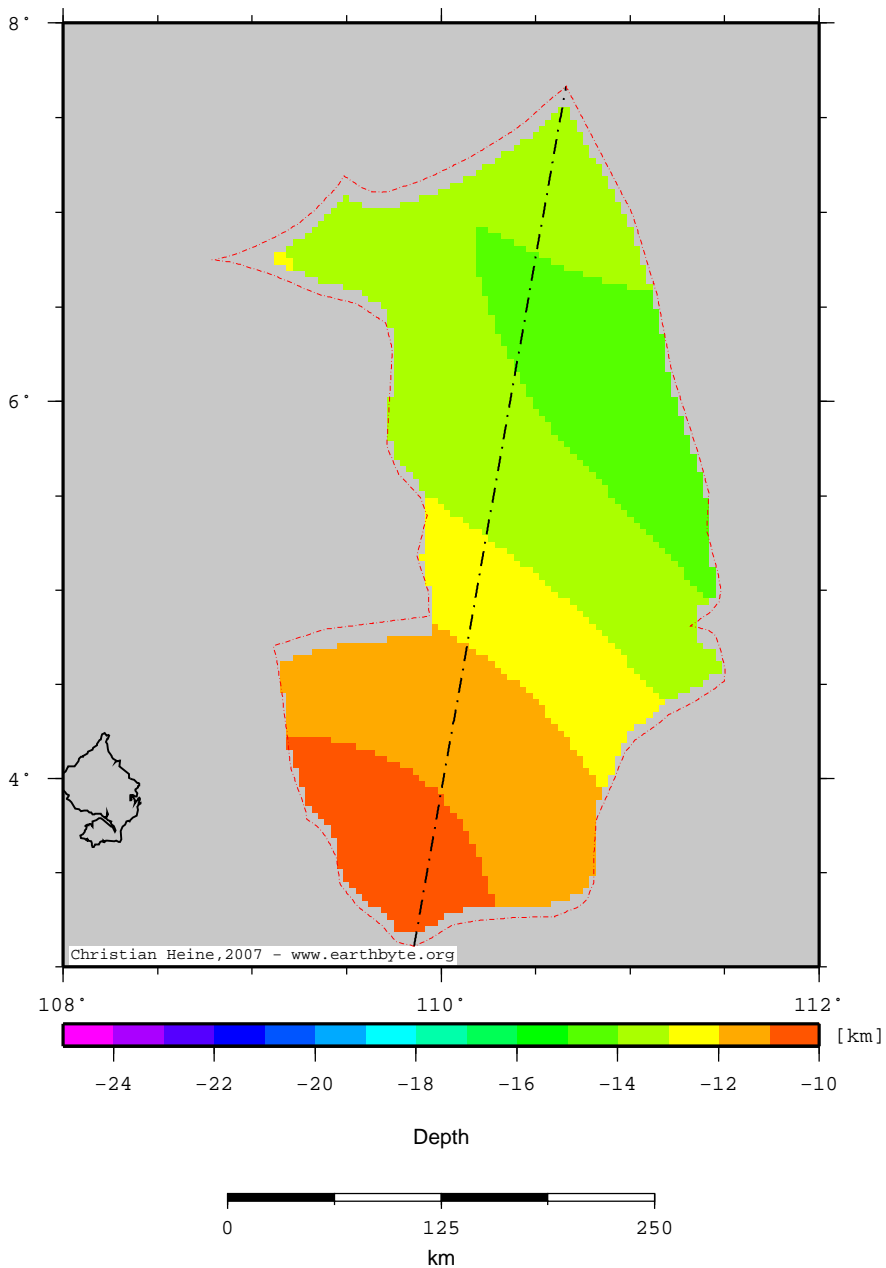 8°
6°
4°
Christian Heine,2007 - www.earthbyte.org
108° 110° 112°
[km]
−24 −22 −20 −18 −16 −14 −12 −10
Depth
0 125 250
km